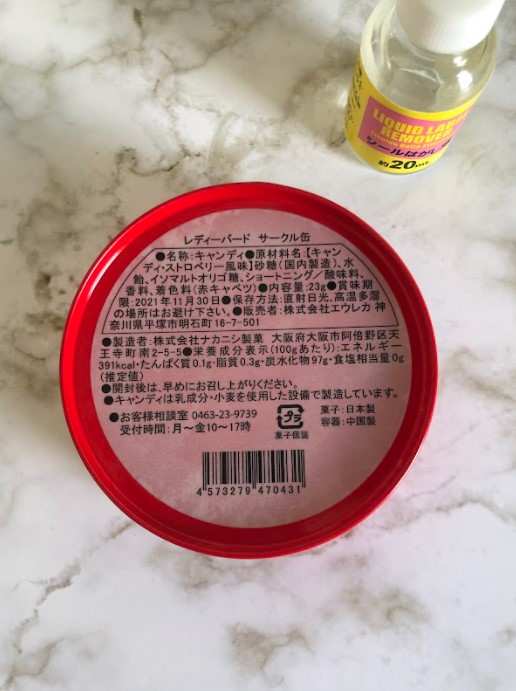 LIQUID LABEL
REMOVER
シールはがし
約20
レディーバード サークル缶
●名称:キャンディ●原材料名:【キャン
ディ・ストロベリー風味】砂糖(国内製造)、水
飴、イソマルトオリゴ糖、ショートニング/酸味料、
香料、着色料(赤キャベツ)●内容量:23g●賞味期
限:2021年11月30日●保存方法:直射日光、高温多湿
の場所はお避け下さい。●販売者:株式会社エウレカ 神
奈川県平塚市明石町16-7-501
●製造者:株式会社ナカニシ製菓 大阪府大阪市阿倍野区天
王寺町南2-5-5●栄養成分表示(100gあたり):エネルギー
391kcal・たんぱく質0.1g・脂質0.3g・炭水化物97g・食塩相当量0g
(推定値)
●開封後は、早めにお召し上がりください。
●キャンディは乳成分・小麦を使用した設備で製造しています。
●お客様相談室 0463-23-9739
受付時間:月~金10~17時
プラ
菓子個装
菓子:日本製
容器:中国製
4 573279 470431